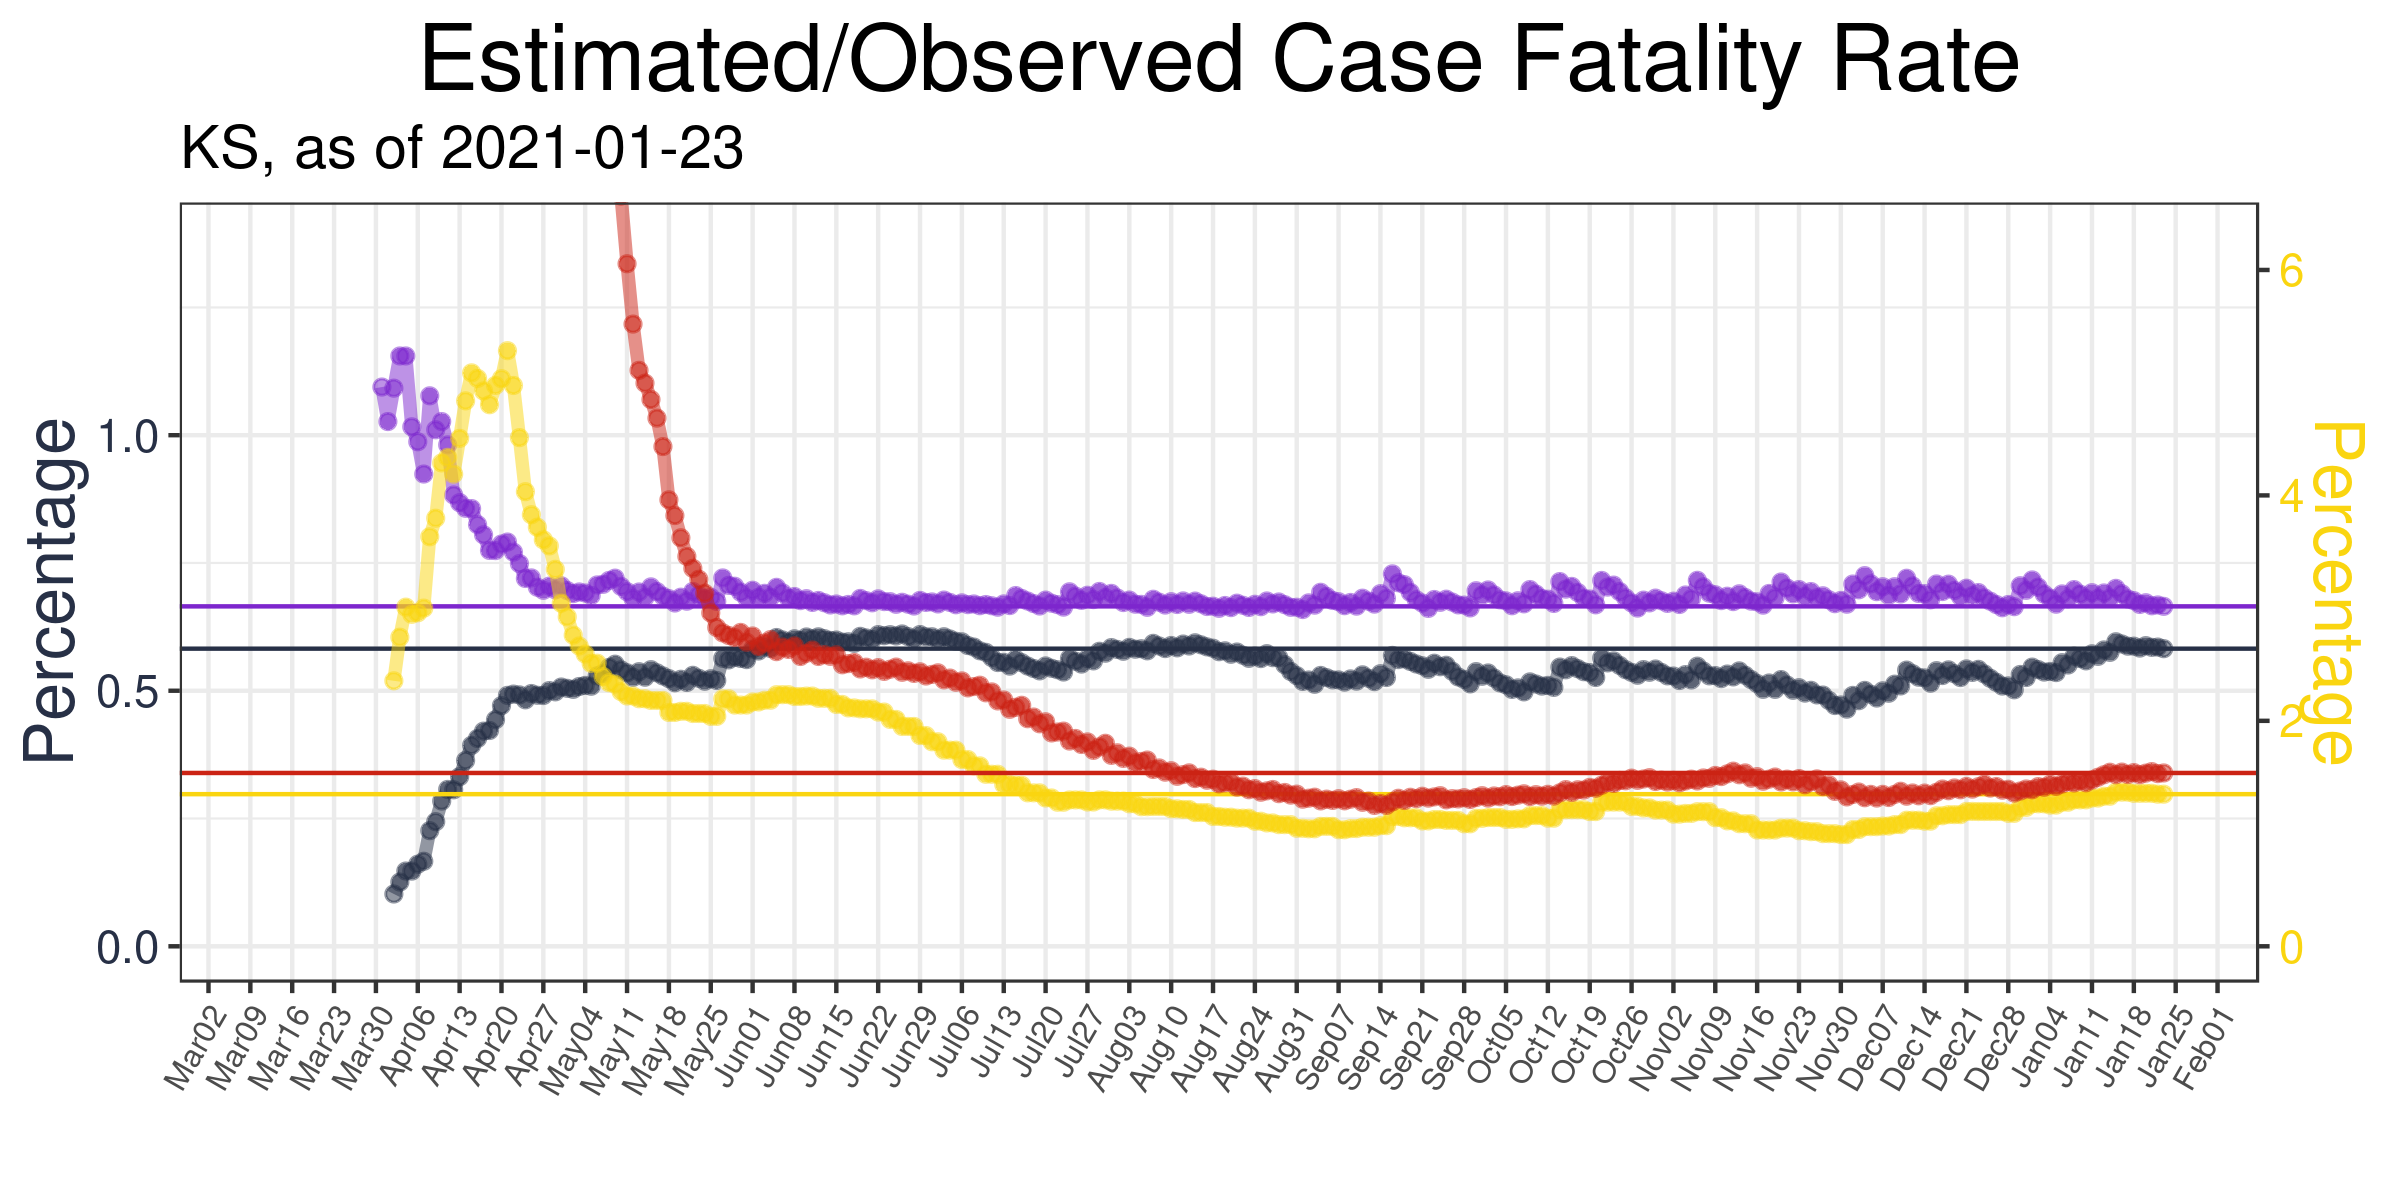 Estimated/Observed Case Fatality Rate
KS, as of 2021-01-23
Percentage
1.0
0.5
0.0
6
4
2
0
Percentage
Mar02
Mar09
Mar16
Mar23
Mar30
Apr06
Apr13
Apr20
Apr27
May04
May11
May18
May25
Jun01
Jun08
Jun15
Jun22
Jun29
Jul06
Jul13
Jul20
Jul27
Aug03
Aug10
Aug17
Aug24
Aug31
Sep07
Sep14
Sep21
Sep28
Oct05
Oct12
Oct19
Oct26
Nov02
Nov09
Nov16
Nov23
Nov30
Dec07
Dec14
Dec21
Dec28
Jan04
Jan11
Jan18
Jan25
Feb01